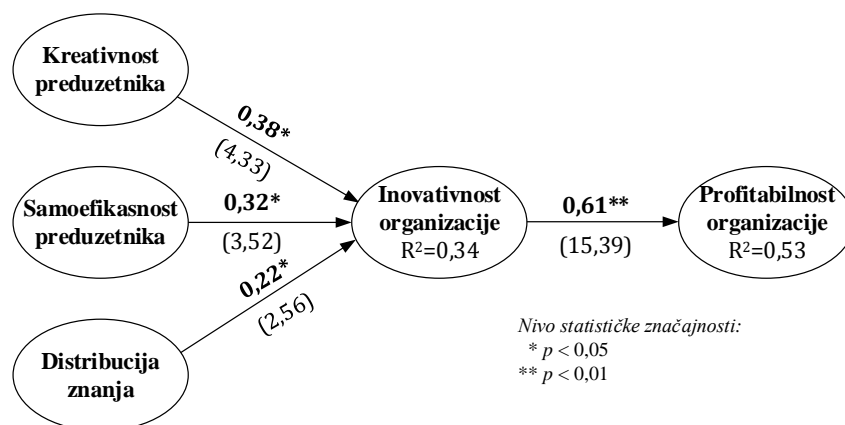 Kreativnost
preduzetnika
0,38*
(4,33)
Samoefikasnost
preduzetnika
0,32*
(3,52)
Inovativnost
organizacije
R²=0,34
0,61**
(15,39)
Profitabilnost
organizacije
R²=0,53
0,22*
(2,56)
Distribucija
znanja
Nivo statističke značajnosti:
* p < 0,05
** p < 0,01